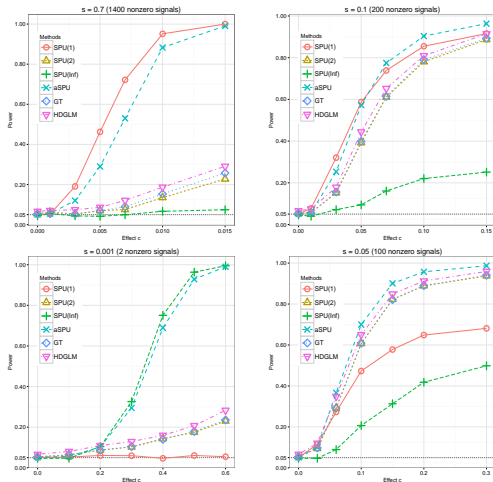 s = 0.7 (1400 nonzero signals)
Power
1.00
0.80
0.60
0.40
0.20
0.05
Methods
SPU(1)
SPU(2)
SPU(Inf)
aSPU
GT
HDGLM
0.000
0.005
0.010
0.015
Effect c
s = 0.1 (200 nonzero signals)
Power
1.00
0.80
0.60
0.40
0.20
0.05
Methods
SPU(1)
SPU(2)
SPU(Inf)
aSPU
GT
HDGLM
0.00
0.05
0.10
0.15
Effect c
s = 0.001 (2 nonzero signals)
Power
1.00
0.80
0.60
0.40
0.20
0.05
Methods
SPU(1)
SPU(2)
SPU(Inf)
aSPU
GT
HDGLM
0.0
0.2
0.4
0.6
Effect c
s = 0.05 (100 nonzero signals)
Power
1.00
0.80
0.60
0.40
0.20
0.05
Methods
SPU(1)
SPU(2)
SPU(Inf)
aSPU
GT
HDGLM
0.0
0.1
0.2
0.3
Effect c